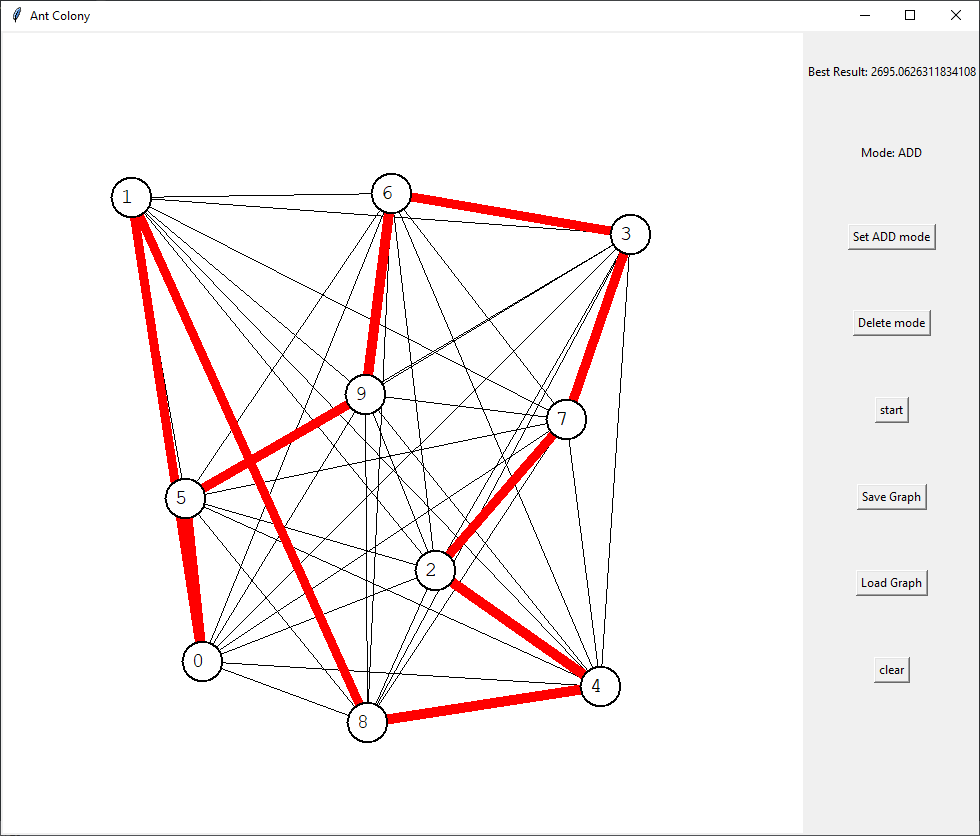 Ant Colony
Best Result: 2695.0626311834108
Mode: ADD
1
6
3
Set ADD mode
Delete mode
9
7
start
5
Save Graph
2
Load Graph
0
4
clear
8